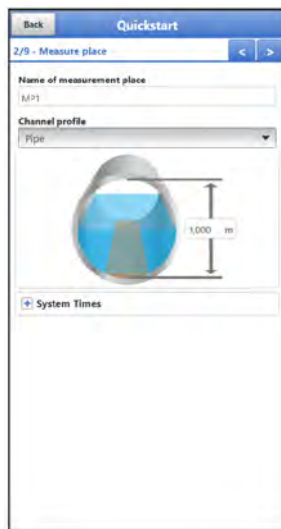 Back
Quickstart
2/9 - Measure place
< >
Name of measurement place
MP1
Channel profile
Pipe
1,000 m
+ System Times